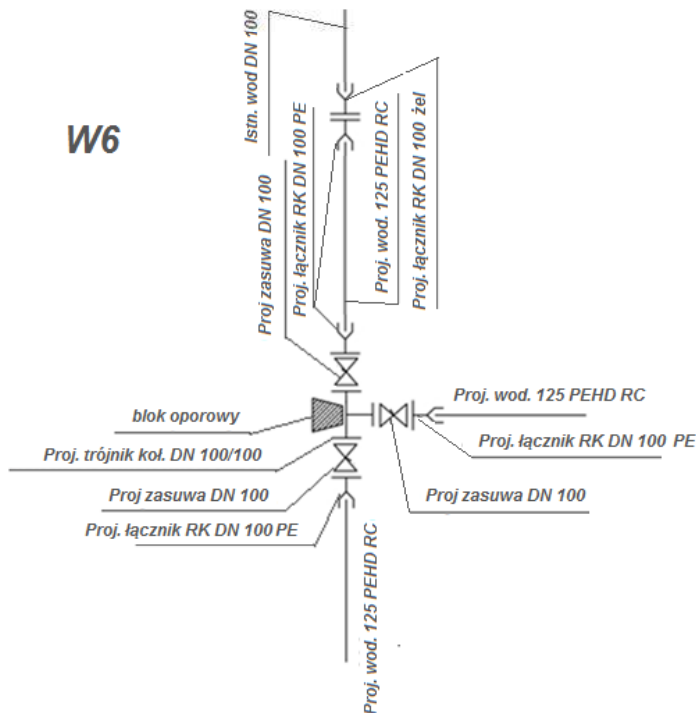 W6
Istn. wod DN 100
Proj zasuwa DN 100
Proj. łącznik RK DN 100 PE
Proj. wod. 125 PEHD RC
Proj. łącznik RK DN 100 żel
blok oporowy
Proj. wod. 125 PEHD RC
Proj. trójnik koł. DN 100/100
Proj. łącznik RK DN 100 PE
Proj zasuwa DN 100
Proj zasuwa DN 100
Proj. łącznik RK DN 100 PE
Proj. wod. 125 PEHD RC